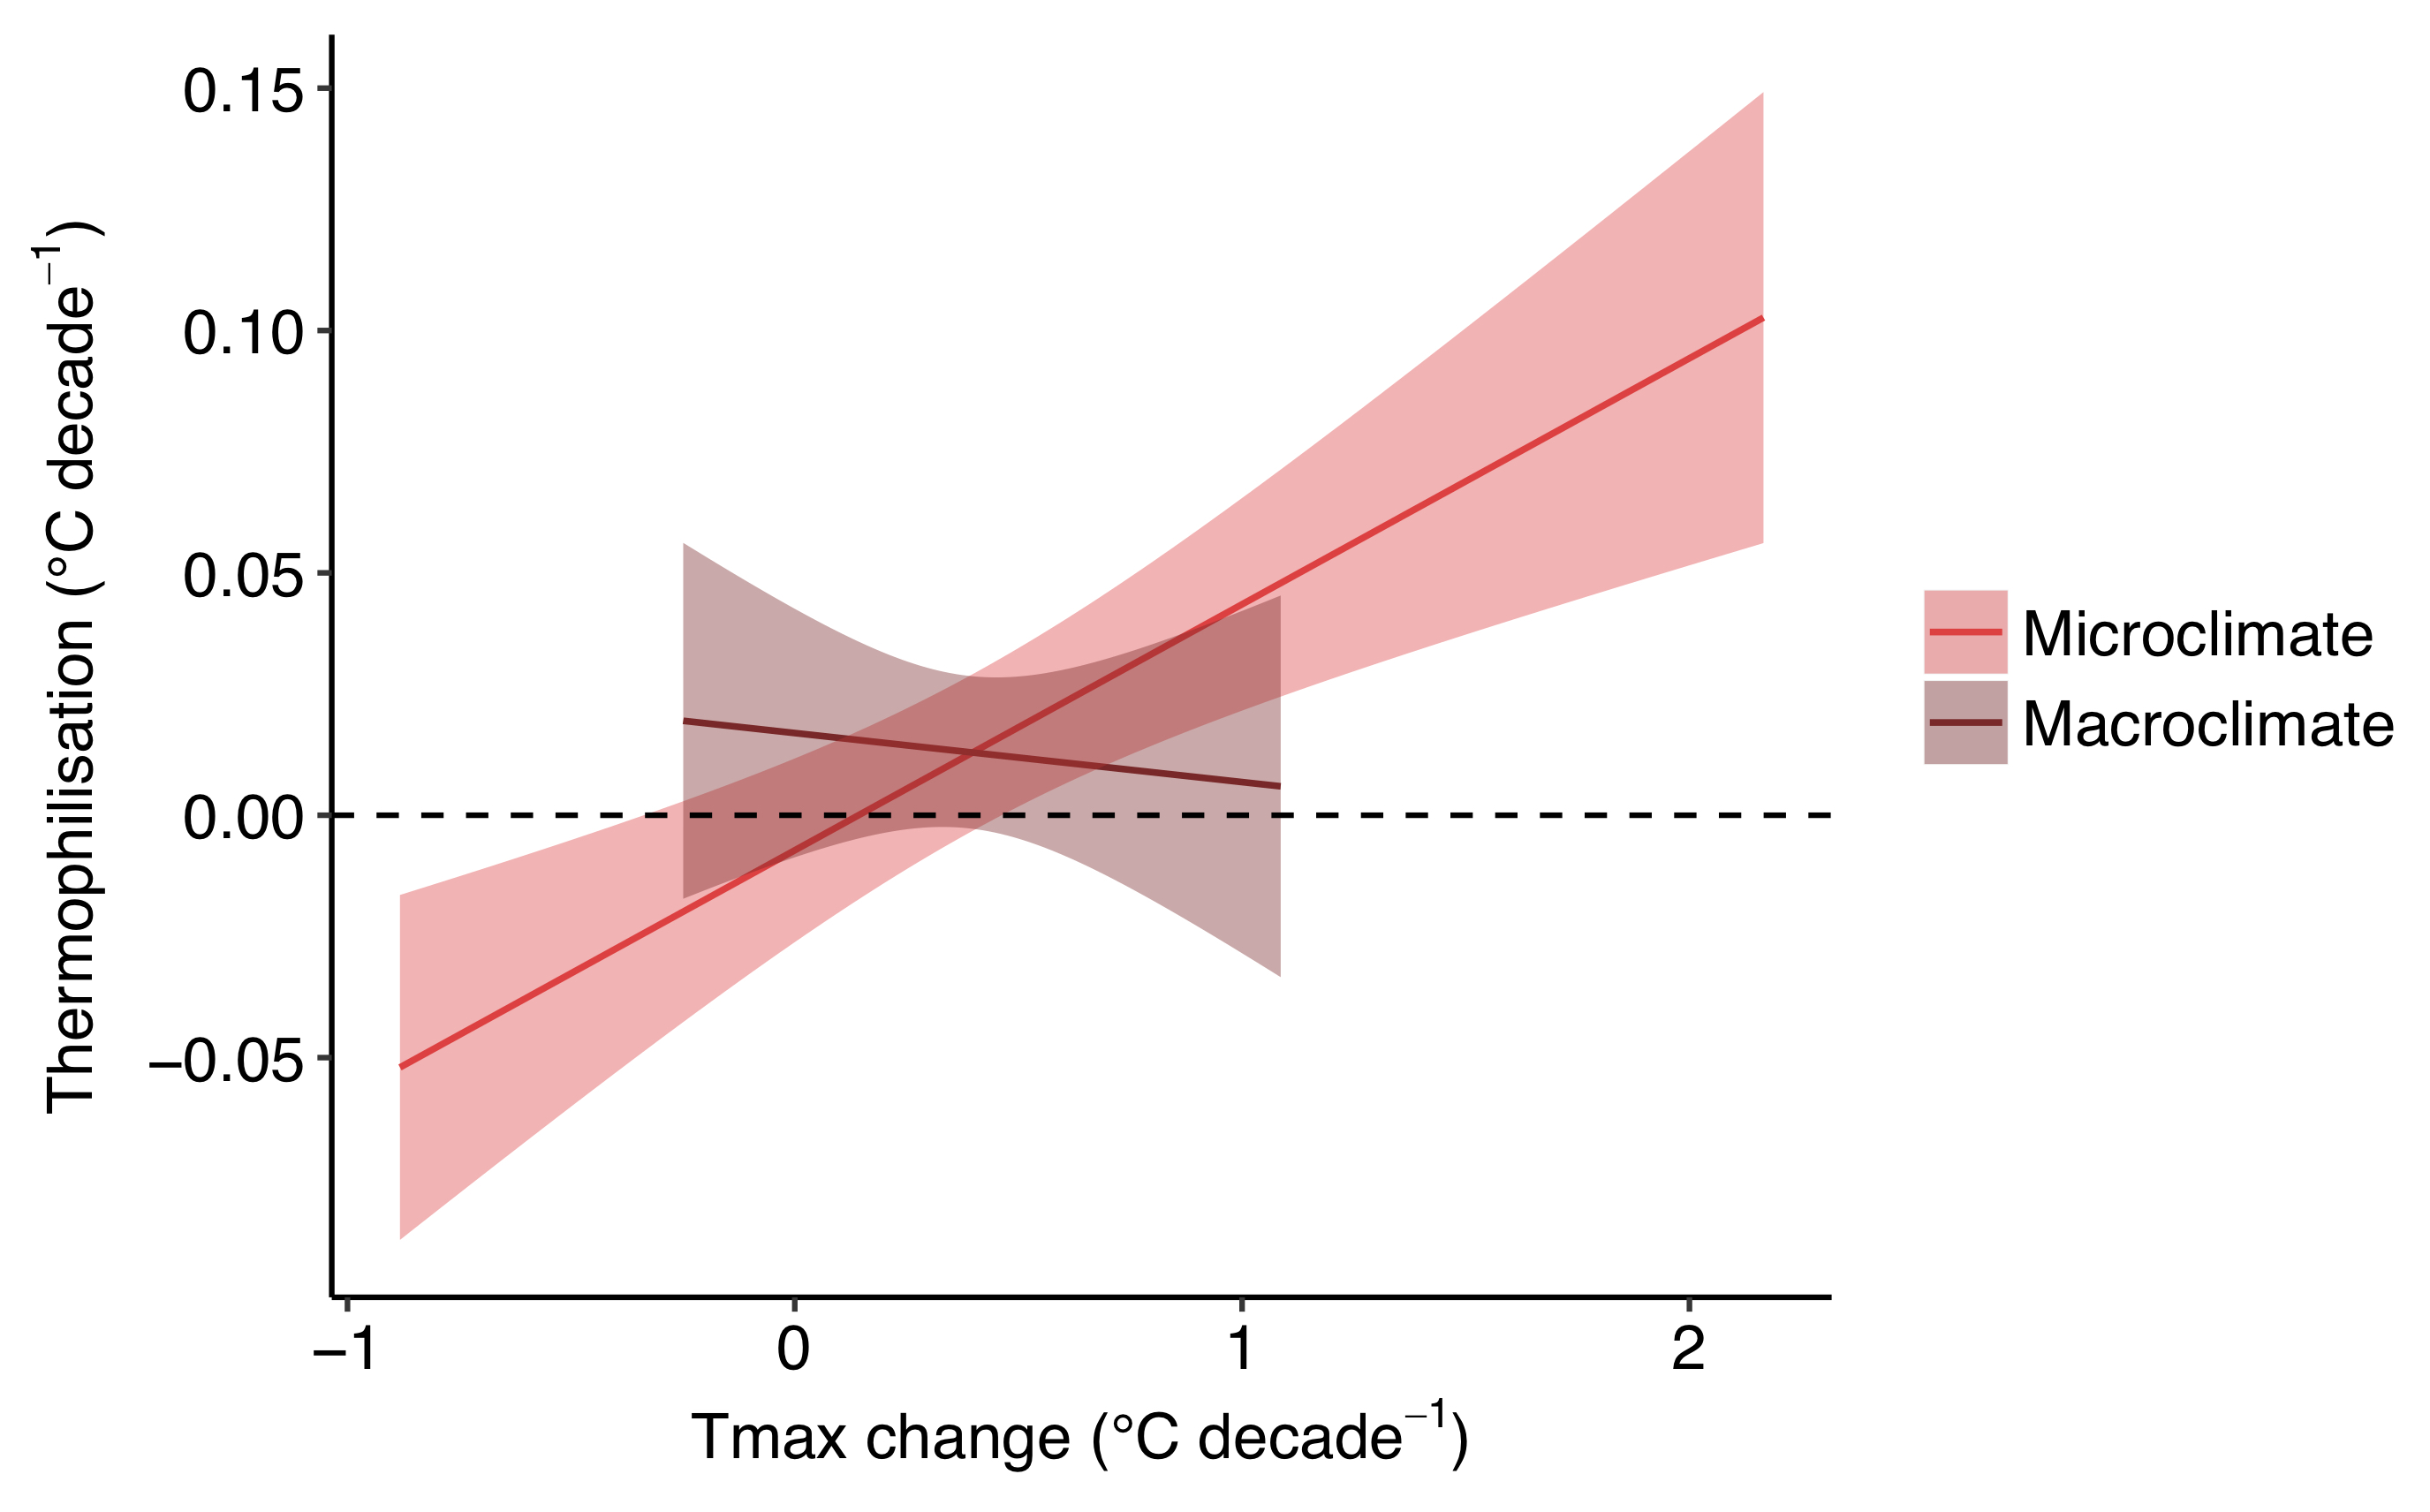 0.15
0.10
0.05
0.00
−0.05
Thermophilisation (°C decade⁻¹)
−1 0 1 2
Tmax change (°C decade⁻¹)
Microclimate
Macroclimate